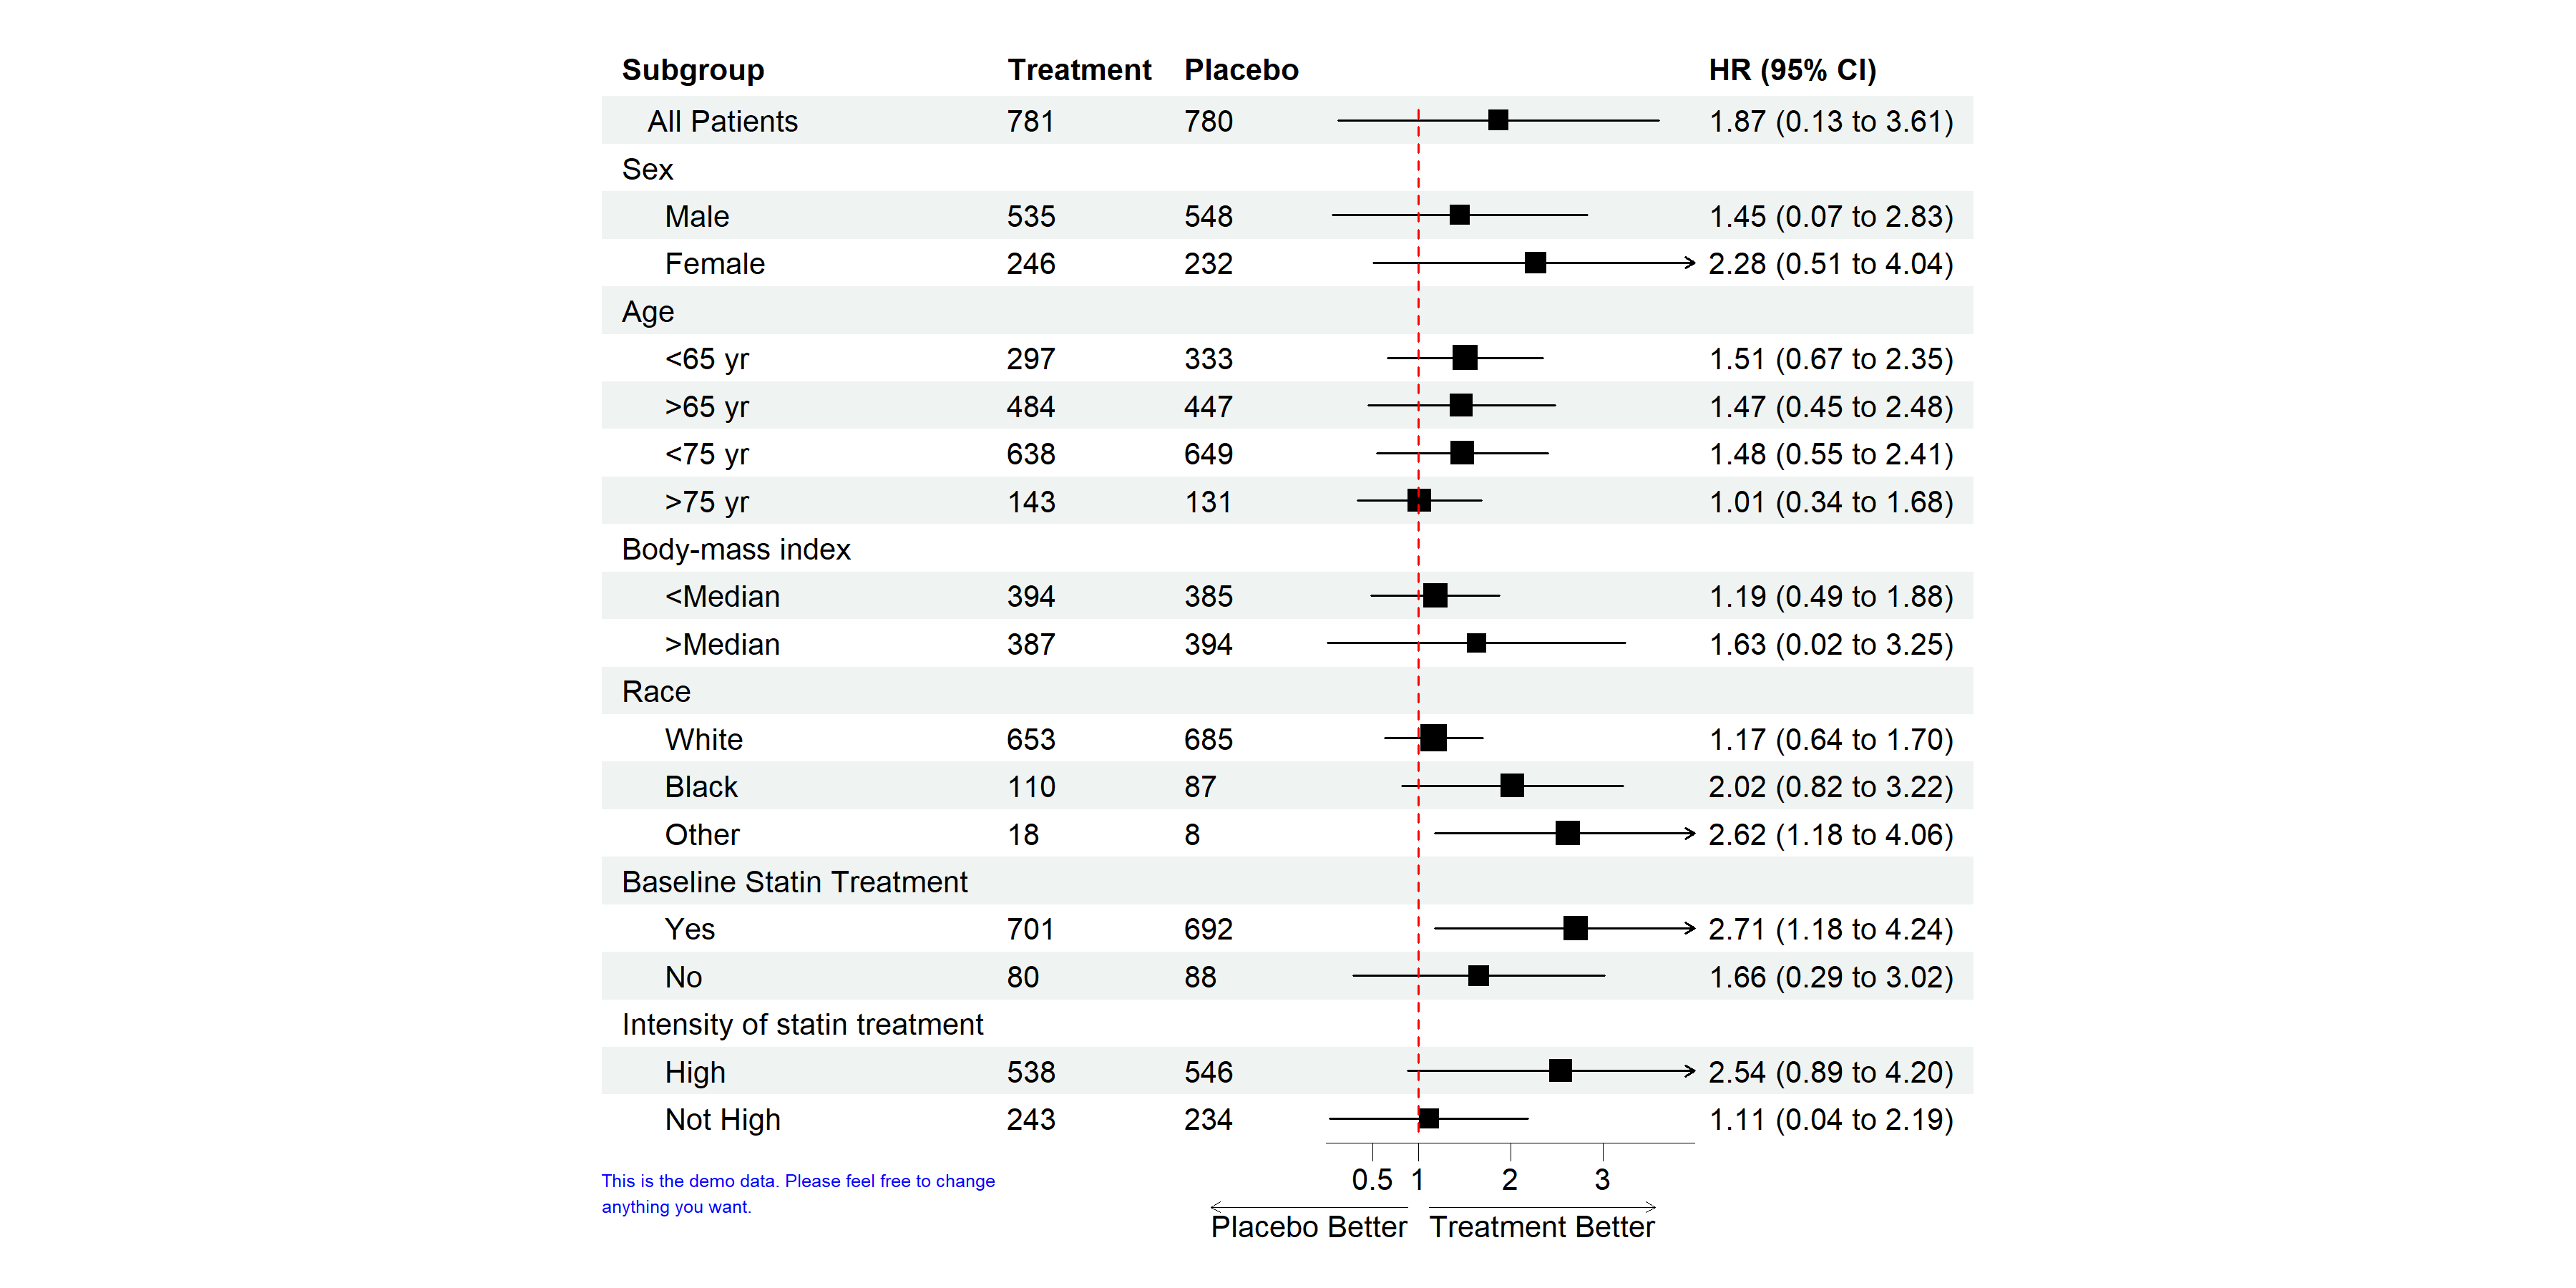 Subgroup Treatment Placebo HR (95% CI)
All Patients 781 780 1.87 (0.13 to 3.61)
Sex
Male 535 548 1.45 (0.07 to 2.83)
Female 246 232 2.28 (0.51 to 4.04)
Age
<65 yr 297 333 1.51 (0.67 to 2.35)
>65 yr 484 447 1.47 (0.45 to 2.48)
<75 yr 638 649 1.48 (0.55 to 2.41)
>75 yr 143 131 1.01 (0.34 to 1.68)
Body-mass index
<Median 394 385 1.19 (0.49 to 1.88)
>Median 387 394 1.63 (0.02 to 3.25)
Race
White 653 685 1.17 (0.64 to 1.70)
Black 110 87 2.02 (0.82 to 3.22)
Other 18 8 2.62 (1.18 to 4.06)
Baseline Statin Treatment
Yes 701 692 2.71 (1.18 to 4.24)
No 80 88 1.66 (0.29 to 3.02)
Intensity of statin treatment
High 538 546 2.54 (0.89 to 4.20)
Not High 243 234 1.11 (0.04 to 2.19)
0.5 1 2 3
Placebo Better Treatment Better
This is the demo data. Please feel free to change
anything you want.